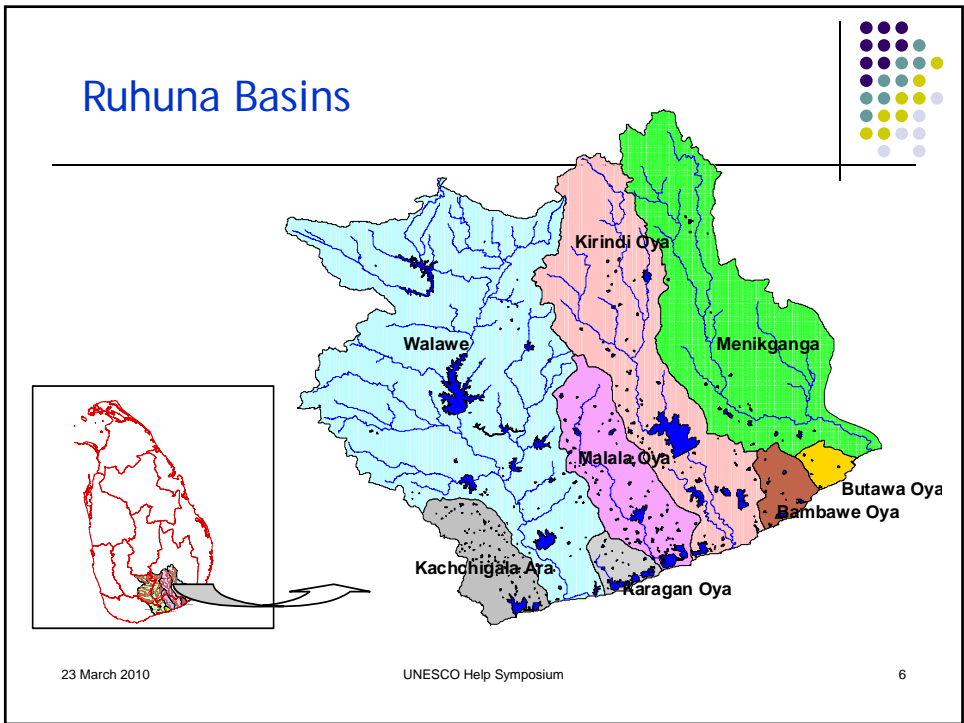 Ruhuna Basins
Kirindi Oya
Walawe
Menikganga
Malala Oya
Butawa Oya
Bambawe Oya
Kachchigala Ara
Karagan Oya
23 March 2010
UNESCO Help Symposium
6